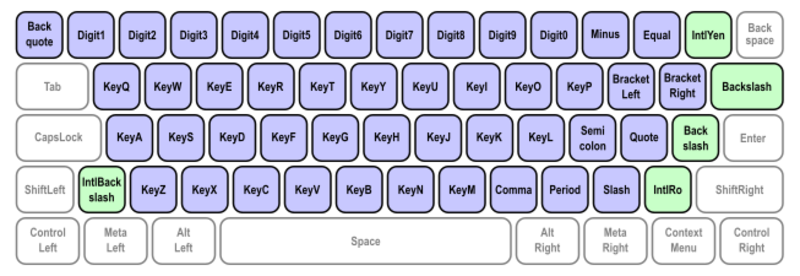 Back quote Digit1 Digit2 Digit3 Digit4 Digit5 Digit6 Digit7 Digit8 Digit9 Digit0 Minus Equal IntlYen Back space
Tab KeyQ KeyW KeyE KeyR KeyT KeyY KeyU KeyI KeyO KeyP Bracket Left Bracket Right Backslash
CapsLock KeyA KeyS KeyD KeyF KeyG KeyH KeyJ KeyK KeyL Semi colon Quote Back slash Enter
ShiftLeft IntlBack slash KeyZ KeyX KeyC KeyV KeyB KeyN KeyM Comma Period Slash IntlRo ShiftRight
Control Left Meta Left Alt Left Space Alt Right Meta Right Context Menu Control Right